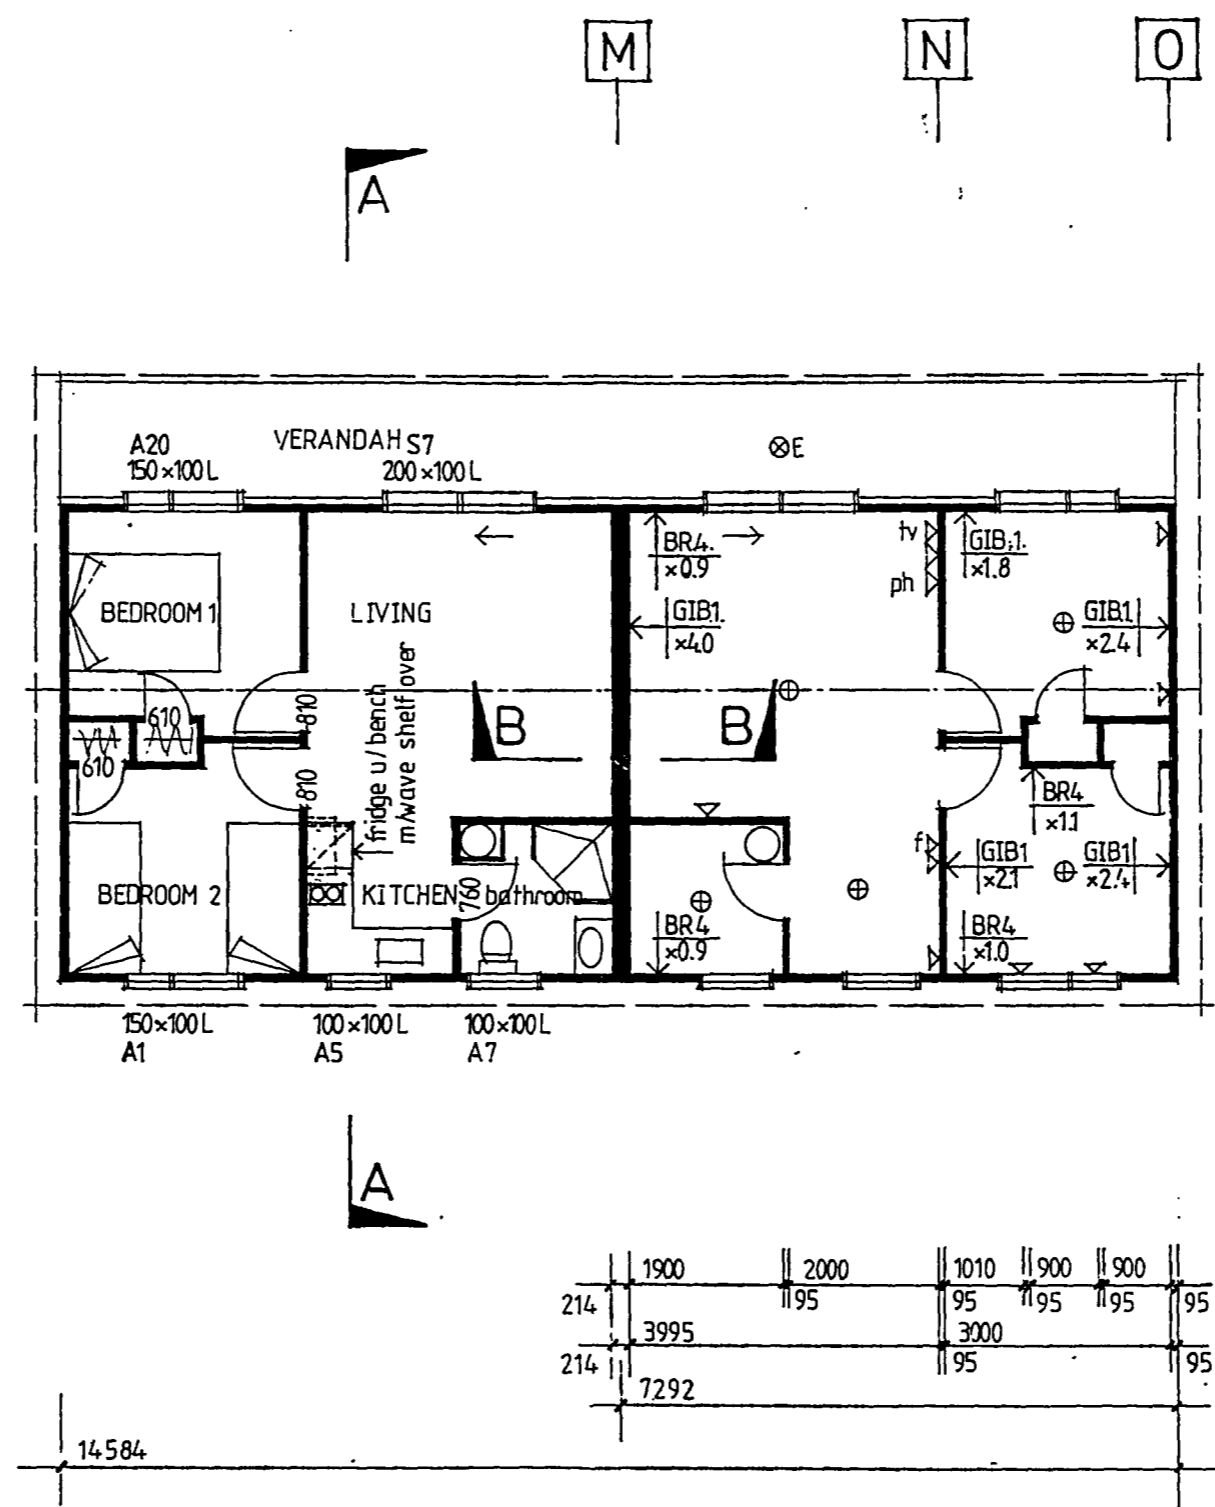 M N O
A
A20
150×100L
VERANDAH S7
200×100L
E
BR4.
×0.9
GIB1.
×4.0
tv
ph
GIB.1.
×1.8
GIB1
×2.4
BEDROOM 1
LIVING
610
610
810
810
fridge u/bench
m/wave shelf over
B
B
BR4
×1.1
f
GIB1
×2.1
GIB1
×2.4
BEDROOM 2
KITCHEN
760
bathroom
BR4
×0.9
BR4
×1.0
150×100L
A1
100×100L
A5
100×100L
A7
A
1900 2000 1010 900 900
214 95 95 95 95 95
3995 3000
214 95 95
7292
14584